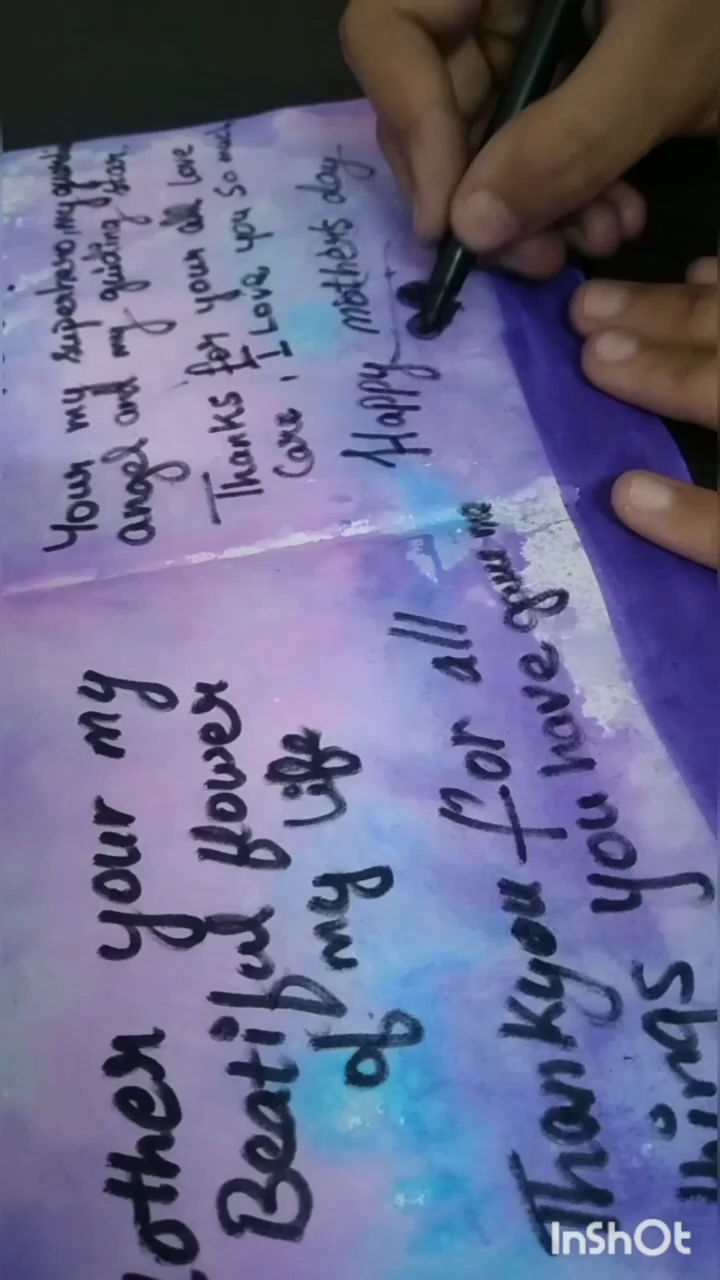 other your my
Beatiful flower
of my life
Thankyou for all
things you have me
Your my superhero, my
angel and my guiding star.
Thanks for your all love
Care , I Love you so much
Happy mothers day
InShOt